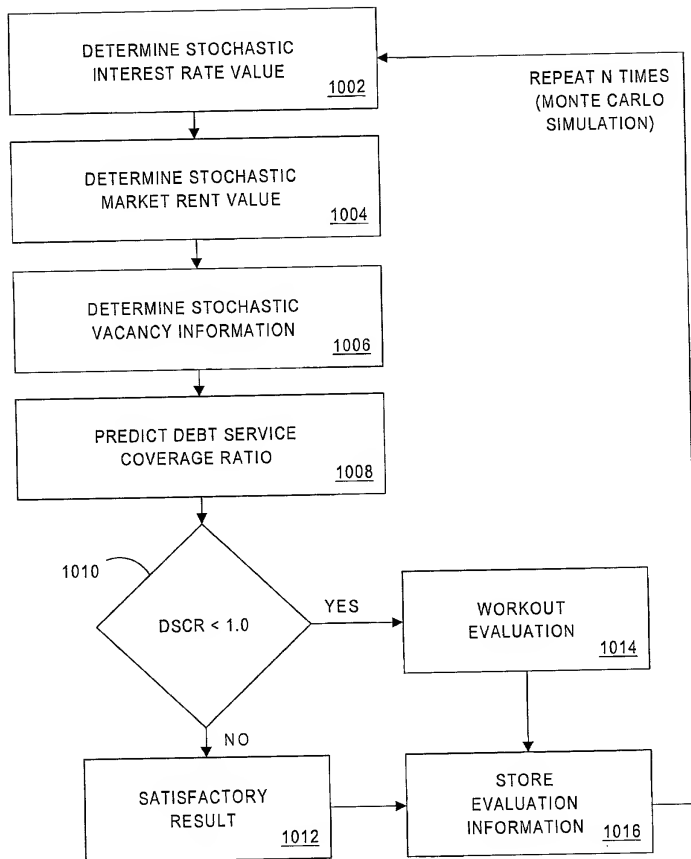 DETERMINE STOCHASTIC
INTEREST RATE VALUE
1002
REPEAT N TIMES
(MONTE CARLO
SIMULATION)
DETERMINE STOCHASTIC
MARKET RENT VALUE
1004
DETERMINE STOCHASTIC
VACANCY INFORMATION
1006
PREDICT DEBT SERVICE
COVERAGE RATIO
1008
1010
DSCR < 1.0
YES
WORKOUT
EVALUATION
1014
NO
SATISFACTORY
RESULT
1012
STORE
EVALUATION
INFORMATION
1016